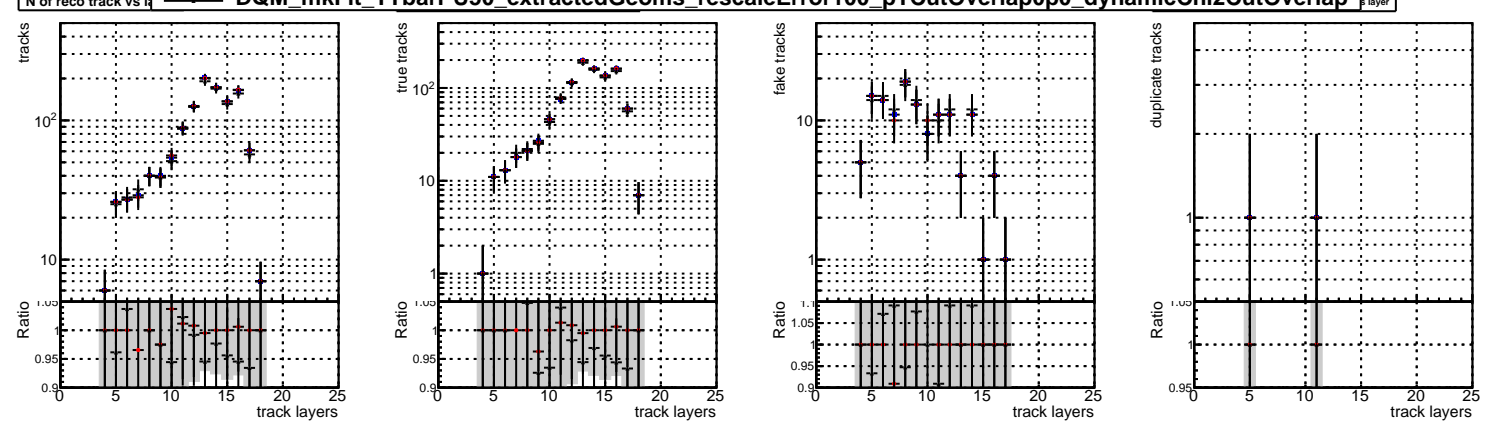 N of reco track vs
DQM_mkFit_TTbarPU50_extractedGeoms_rescaleError100_pTCutOverlap0p0_dynamicChi2CutOverlap
s layer
tracks
10²
10
0 5 10 15 20 25
1.05
1
0.95
0.9
Ratio
track layers
true tracks
10²
10
1
0 5 10 15 20 25
1.05
1
0.95
0.9
Ratio
track layers
fake tracks
10
1
0 5 10 15 20 25
1.1
1.05
1
0.95
0.9
Ratio
track layers
duplicate tracks
1
0 5 10 15 20 25
1.05
1
0.95
Ratio
track layers